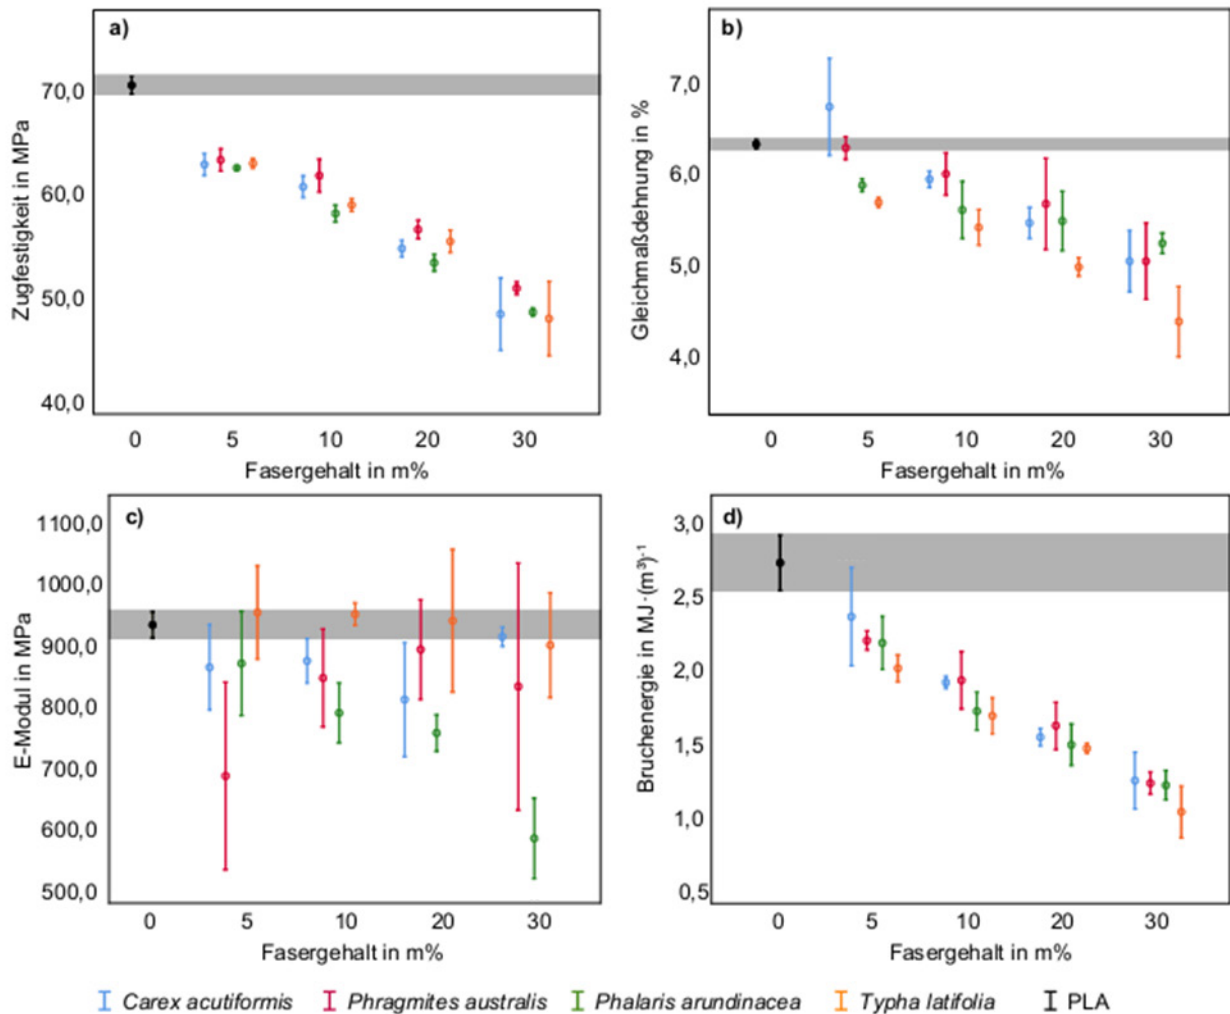 a)
Zugfestigkeit in MPa
70,0
60,0
50,0
40,0
0 5 10 20 30
Fasergehalt in m%
b)
Gleichmaßdehnung in %
7,0
6,0
5,0
4,0
0 5 10 20 30
Fasergehalt in m%
c)
E-Modul in MPa
1100,0
1000,0
900,0
800,0
700,0
600,0
500,0
0 5 10 20 30
Fasergehalt in m%
d)
Bruchenergie in MJ·(m³)⁻¹
3,0
2,5
2,0
1,5
1,0
0,5
0 5 10 20 30
Fasergehalt in m%
Carex acutiformis Phragmites australis Phalaris arundinacea Typha latifolia PLA